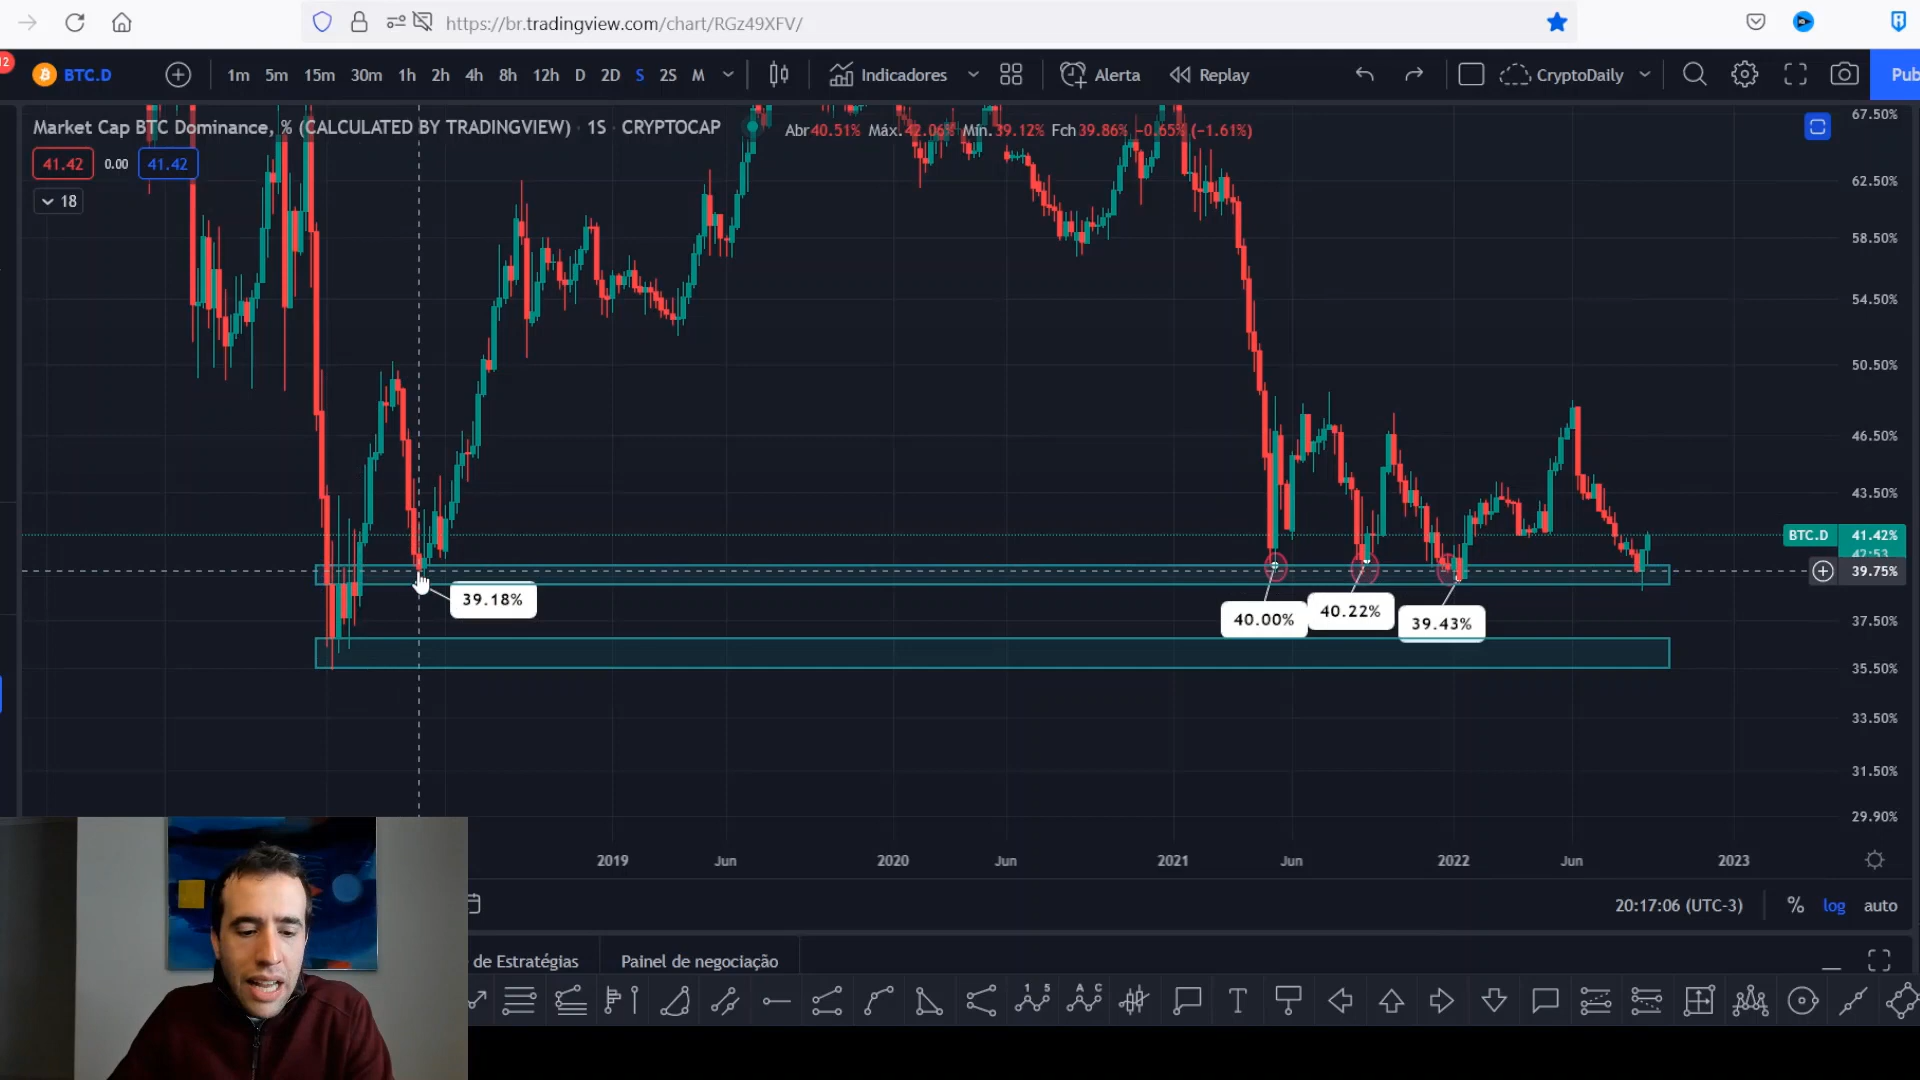 12
https://br.tradingview.com/chart/RGz49XFV/
BTC.D 1m 5m 15m 30m 1h 2h 4h 8h 12h D 2D S 2S M Indicadores Alerta Replay CryptoDaily Pub
Market Cap BTC Dominance, % (CALCULATED BY TRADINGVIEW) 1S CRYPTOCAP Abr40.51% Máx.42.06% Mín.39.12% Fch39.86% −0.65% (−1.61%)
41.42 0.00 41.42
18
67.50%
62.50%
58.50%
54.50%
50.50%
46.50%
43.50%
BTC.D 41.42%
42:53
39.75%
39.18%
40.00% 40.22% 39.43%
37.50%
35.50%
33.50%
31.50%
29.90%
2019 Jun 2020 Jun 2021 Jun 2022 Jun 2023
20:17:06 (UTC-3) % log auto
de Estratégias Painel de negociação
1 5 A C T